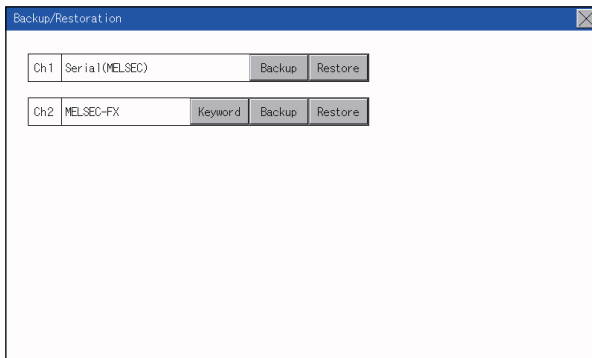 Backup/Restoration
Ch1 Serial(MELSEC) Backup Restore
Ch2 MELSEC-FX Keyword Backup Restore